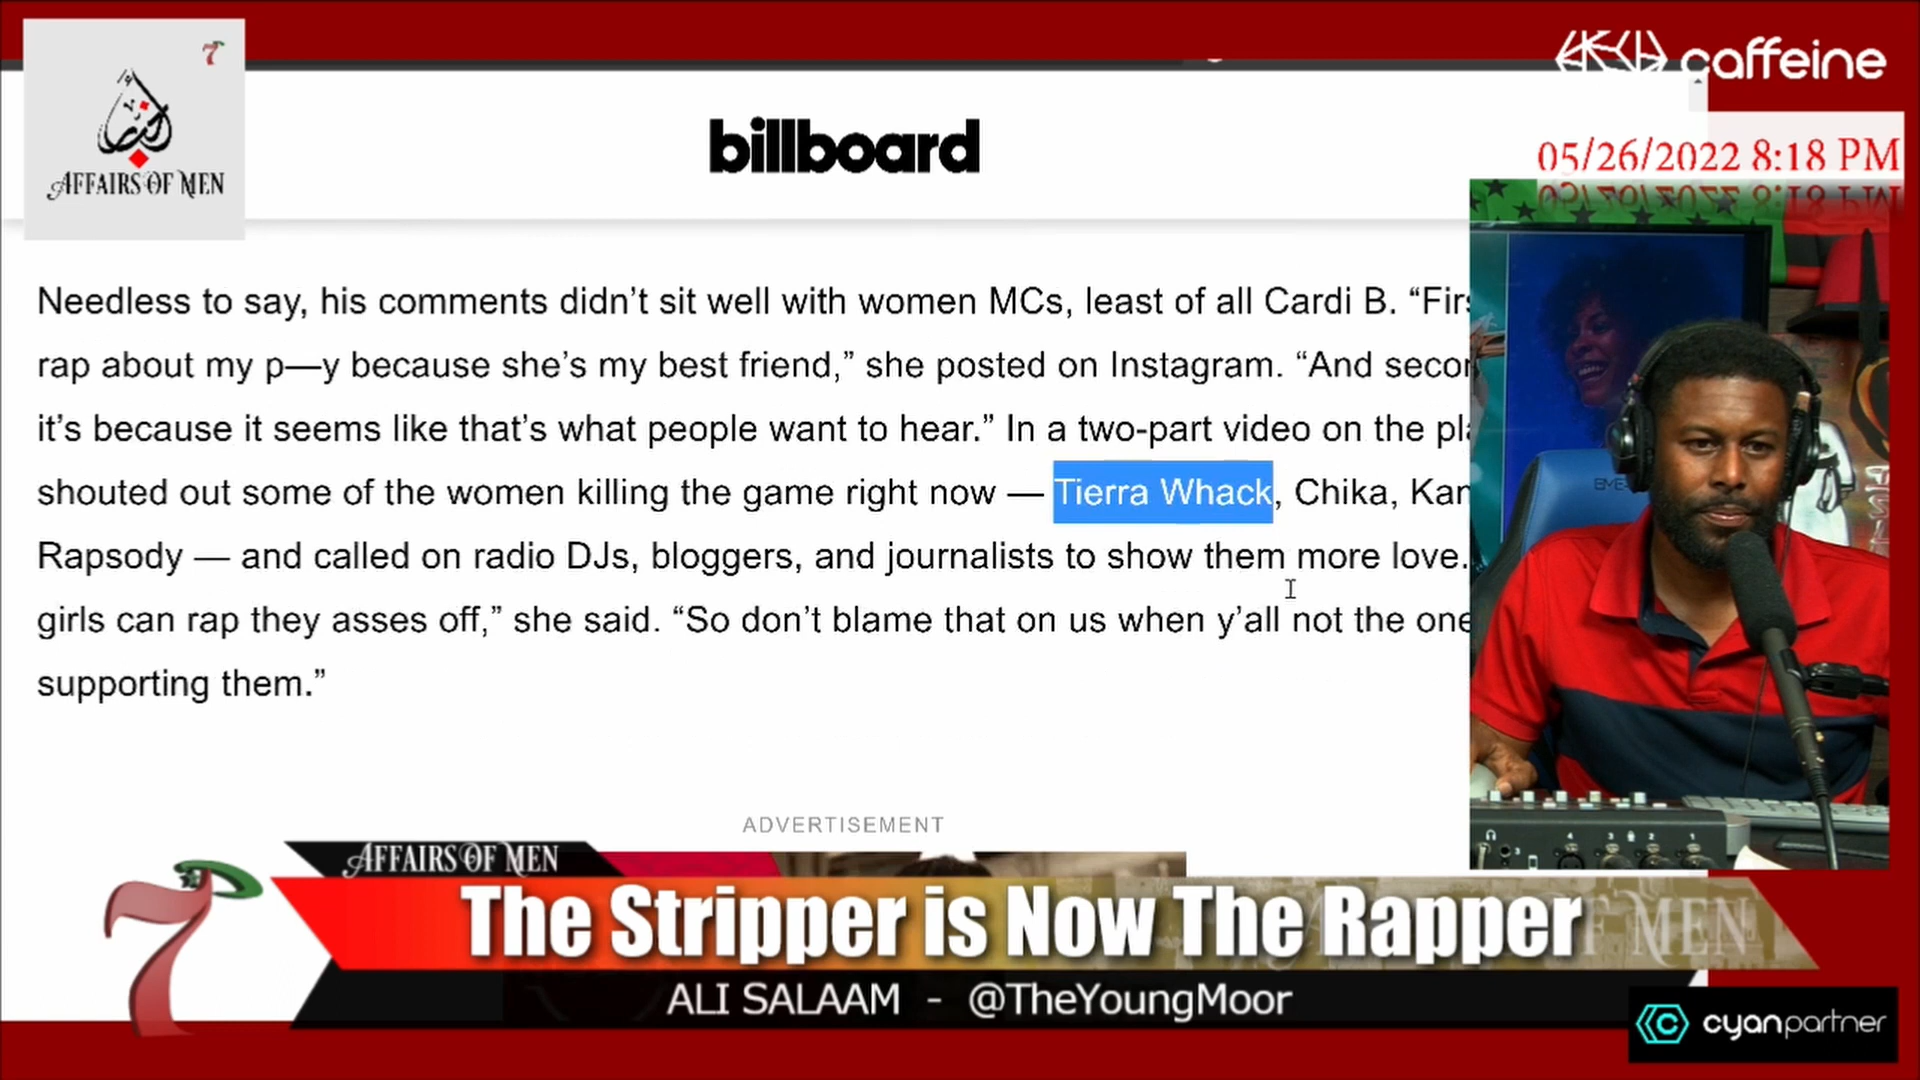 AFFAIRS OF MEN
caffeine
billboard
05/26/2022 8:18 PM
Needless to say, his comments didn’t sit well with women MCs, least of all Cardi B. “Firs
rap about my p—y because she’s my best friend,” she posted on Instagram. “And secon
it’s because it seems like that’s what people want to hear.” In a two-part video on the pla
shouted out some of the women killing the game right now — Tierra Whack, Chika, Kam
Rapsody — and called on radio DJs, bloggers, and journalists to show them more love.
girls can rap they asses off,” she said. “So don’t blame that on us when y’all not the one
supporting them.”
ADVERTISEMENT
AFFAIRS OF MEN
The Stripper is Now The Rapper
OF MEN
ALI SALAAM - @TheYoungMoor
cyanpartner